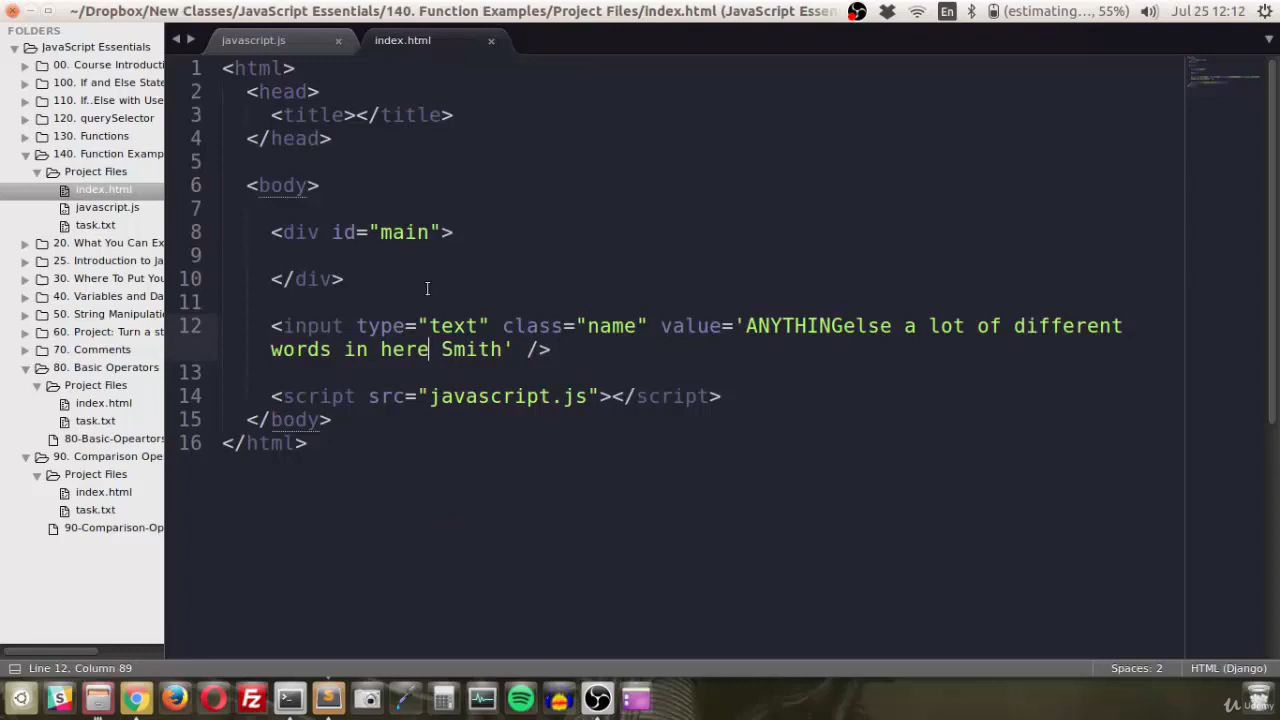 ~/Dropbox/New Classes/JavaScript Essentials/140. Function Examples/Project Files/index.html (JavaScript Essen
En
(estimating..., 55%)
Jul 25 12:12
FOLDERS
JavaScript Essentials
00. Course Introducti
100. If and Else State
110. If..Else with Use
120. querySelector
130. Functions
140. Function Examp
Project Files
index.html
javascript.js
task.txt
20. What You Can Ex
25. Introduction to J
30. Where To Put You
40. Variables and Da
50. String Manipulati
60. Project: Turn a st
70. Comments
80. Basic Operators
Project Files
index.html
task.txt
80-Basic-Opeartors
90. Comparison Ope
Project Files
index.html
task.txt
90-Comparison-Op
javascript.js
index.html
1 <html>
2 <head>
3 <title></title>
4 </head>
5
6 <body>
7
8 <div id="main">
9
10 </div>
11
12 <input type="text" class="name" value='ANYTHINGelse a lot of different
words in here Smith' />
13
14 <script src="javascript.js"></script>
15 </body>
16 </html>
Line 12, Column 89
Spaces: 2
HTML (Django)
Udemy